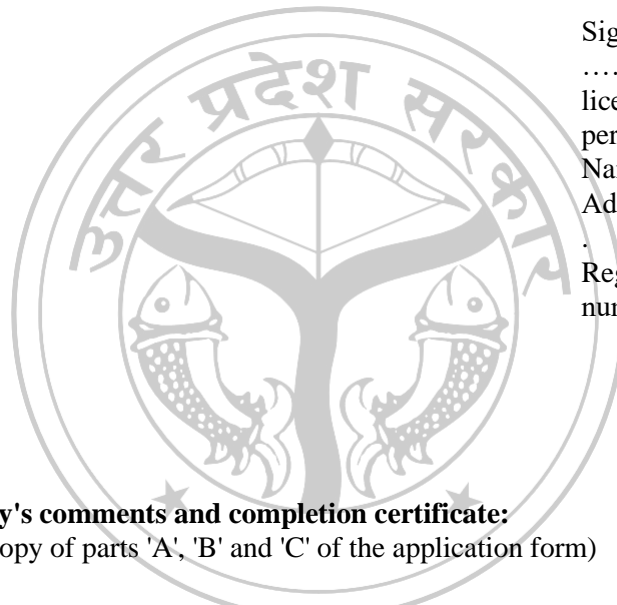 उत्तर प्रदेश सरकार
Sig
…..
lice
per
Nar
Ad
.
Reg
nur
y's comments and completion certificate:
opy of parts 'A', 'B' and 'C' of the application form)